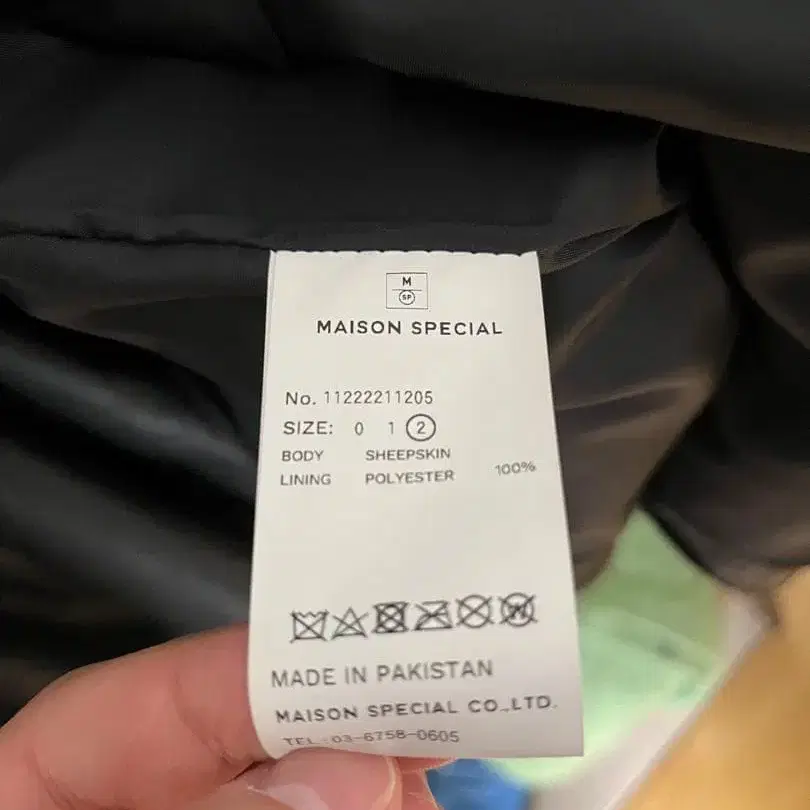 M
SP
MAISON SPECIAL
No. 11222211205
SIZE: 0 1 2
BODY SHEEPSKIN
LINING POLYESTER 100%
W
MADE IN PAKISTAN
MAISON SPECIAL CO.,LTD.
TEL:03-6758-0605